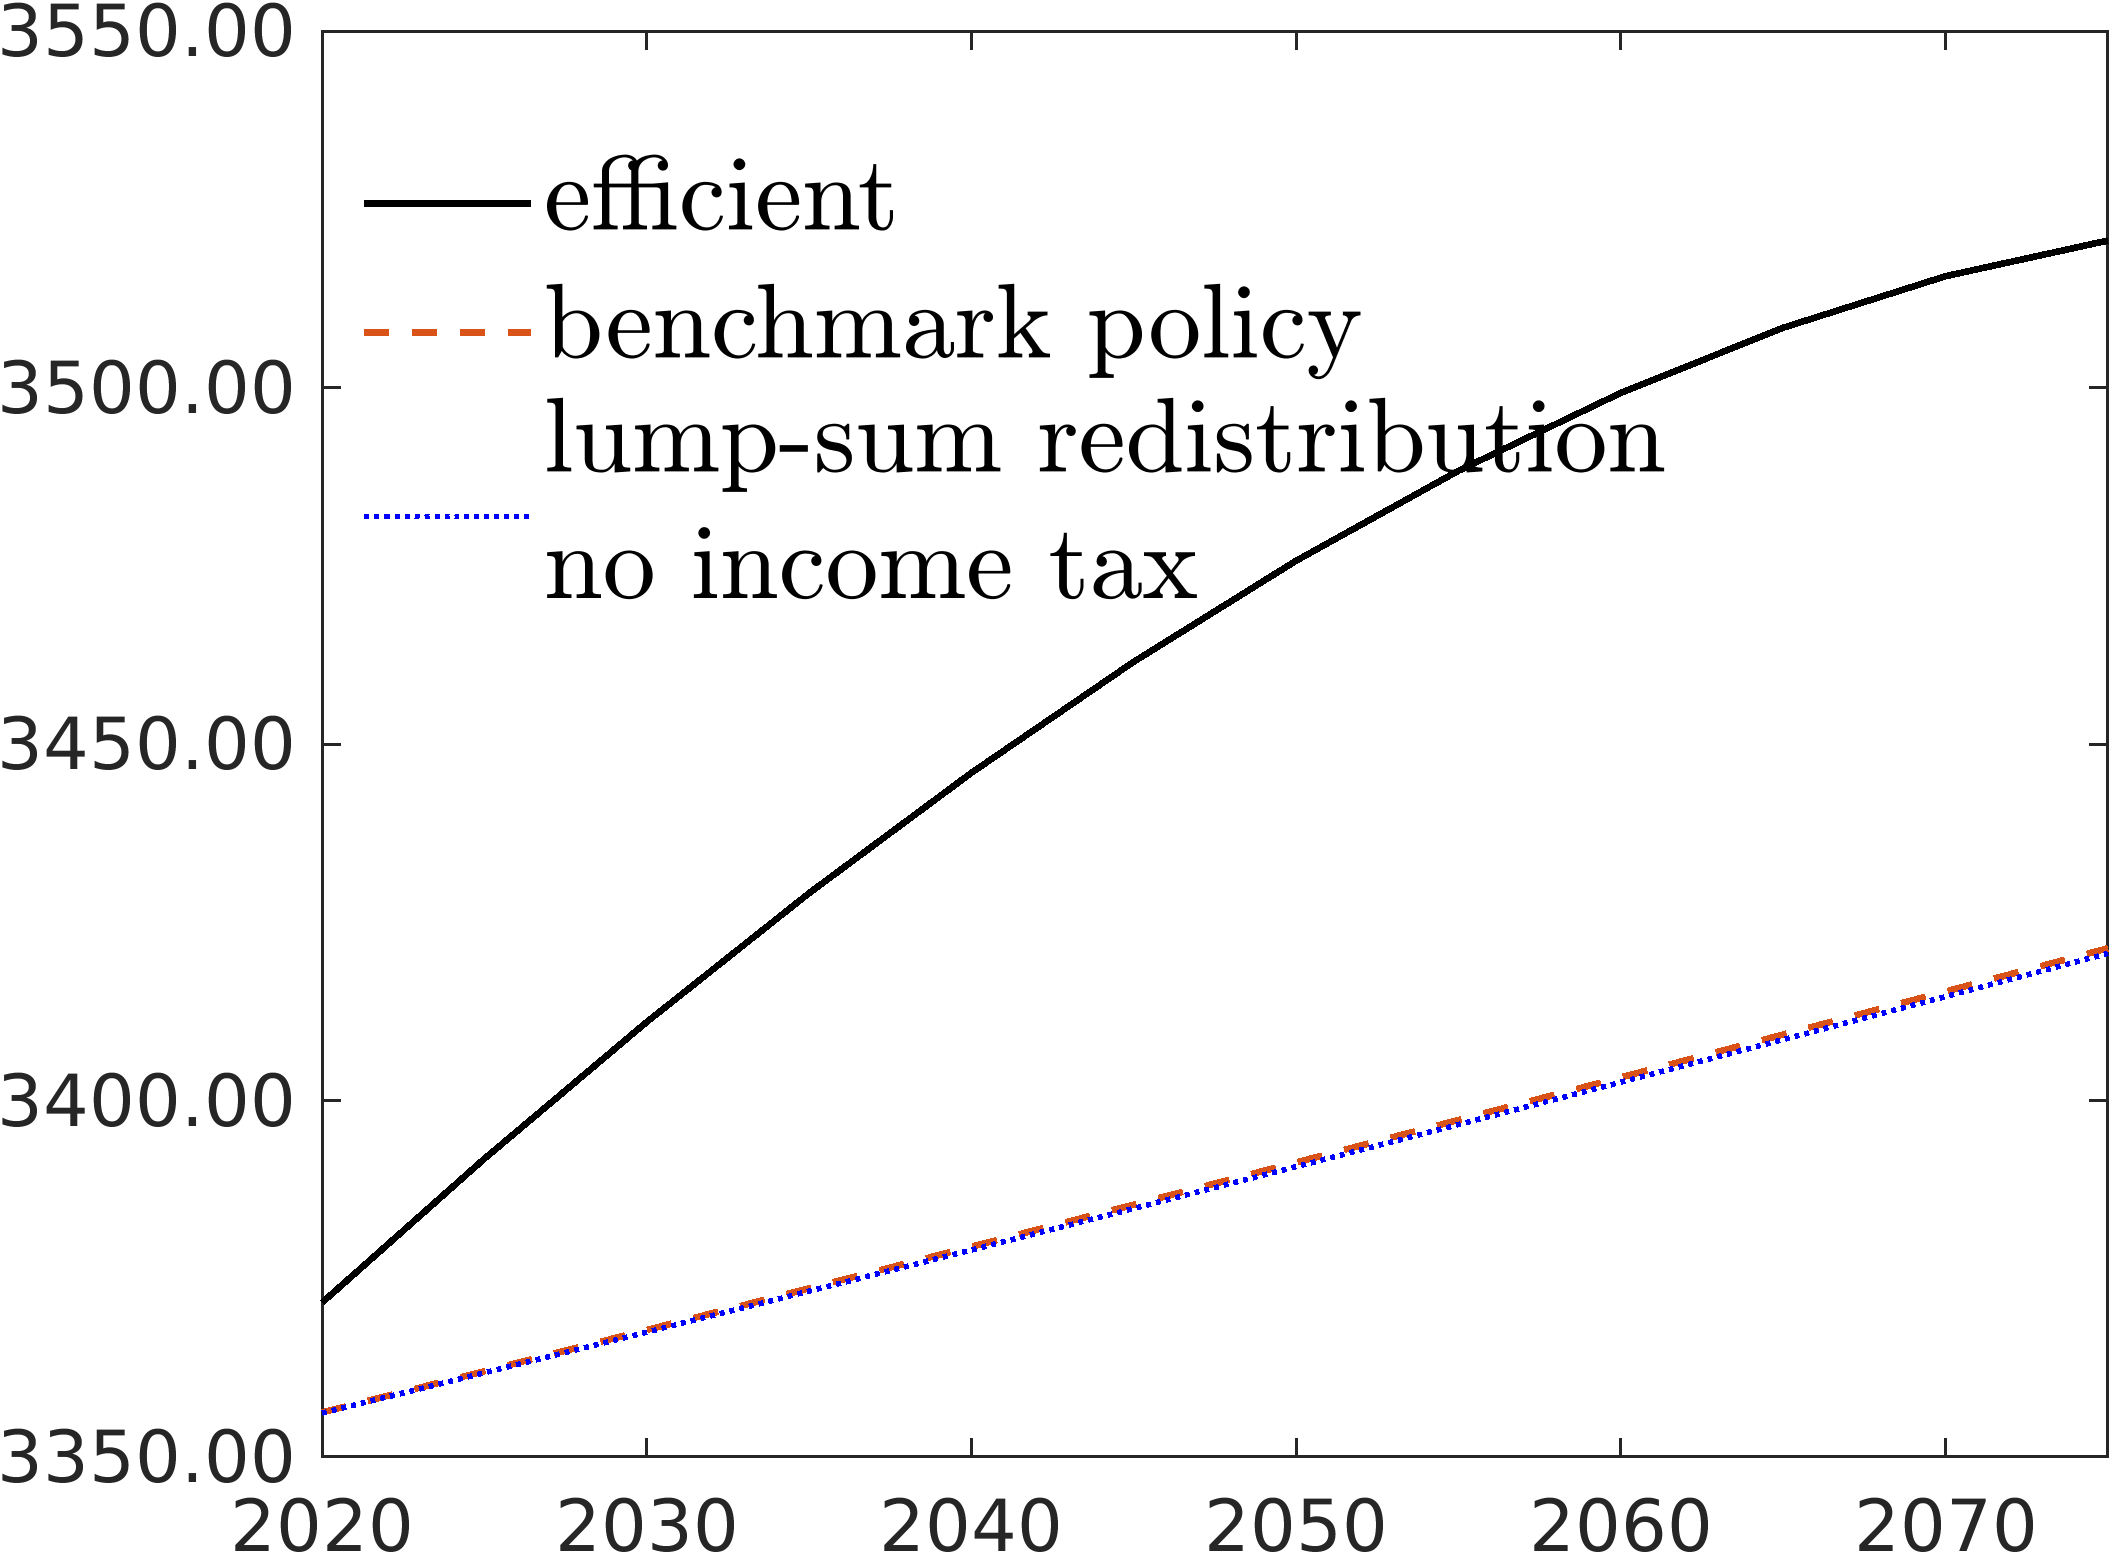 3550.00
efficient
benchmark policy
3500.00
lump-sum redistribution
no income tax
3450.00
3400.00
3350.00
2020 2030 2040 2050 2060 2070